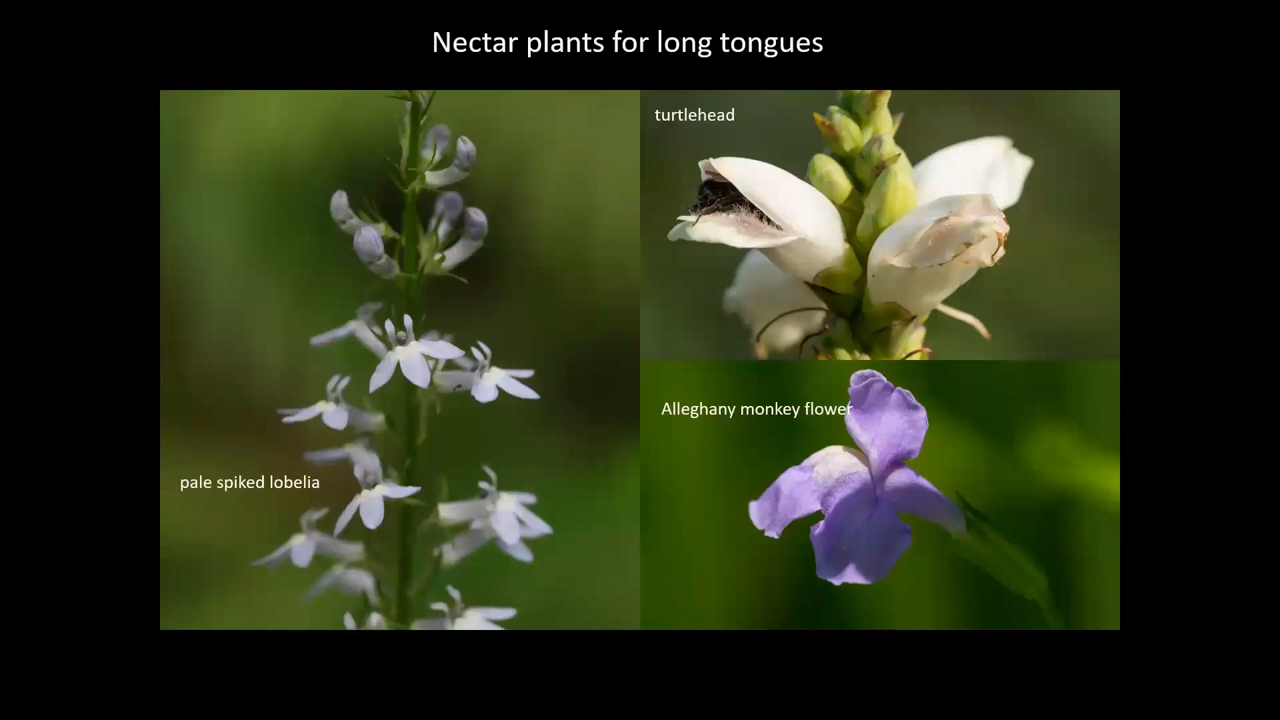 Nectar plants for long tongues
turtlehead
Alleghany monkey flower
pale spiked lobelia